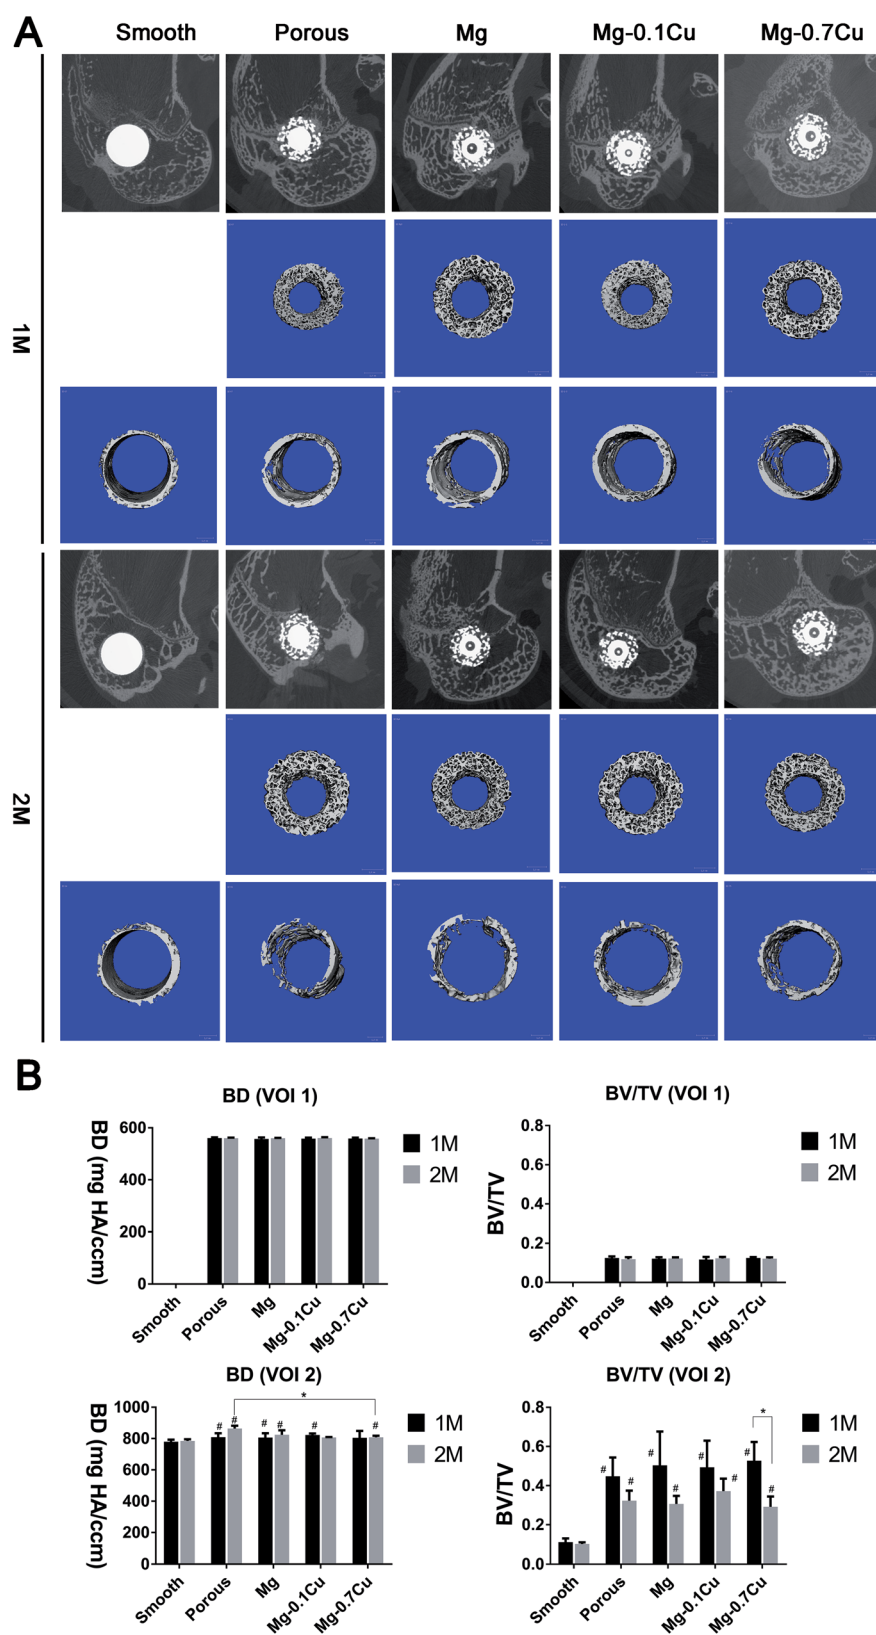 A
Smooth Porous Mg Mg-0.1Cu Mg-0.7Cu
1M
2M
B
BD (VOI 1)
BD (mg HA/ccm)
600
400
200
0
Smooth
Porous
Mg
Mg-0.1Cu
Mg-0.7Cu
1M
2M
BV/TV (VOI 1)
BV/TV
0.8
0.6
0.4
0.2
0.0
Smooth
Porous
Mg
Mg-0.1Cu
Mg-0.7Cu
1M
2M
BD (VOI 2)
BD (mg HA/ccm)
1000
800
600
400
200
0
# # # # # #
*
Smooth
Porous
Mg
Mg-0.1Cu
Mg-0.7Cu
1M
2M
BV/TV (VOI 2)
BV/TV
0.8
0.6
0.4
0.2
0.0
# # # # # # # #
*
Smooth
Porous
Mg
Mg-0.1Cu
Mg-0.7Cu
1M
2M